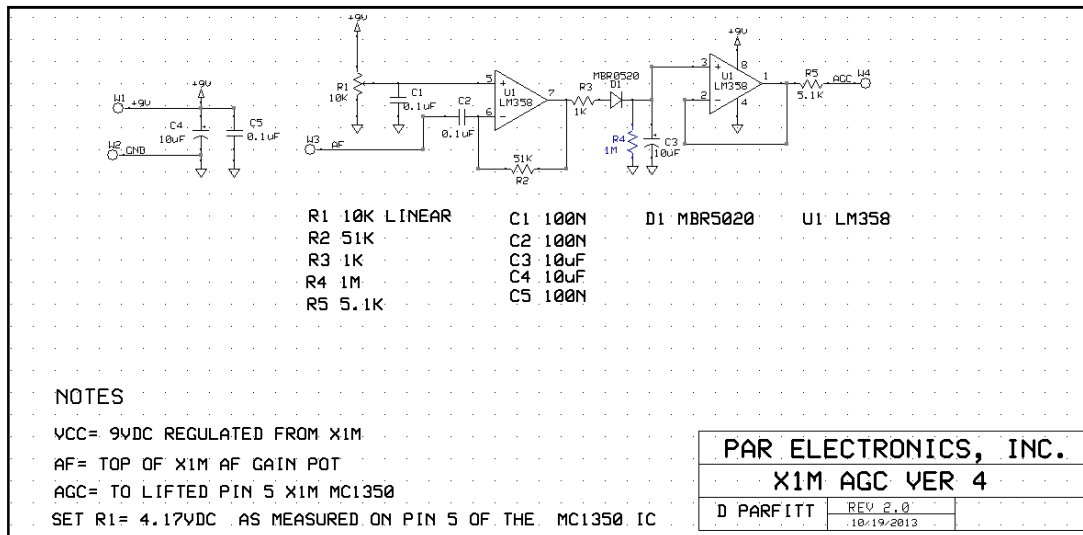 +9V
W1 +9V
+9V
C4
10uF
C5
0.1uF
W2 GND
R1
10K
C1
0.1uF
C2
0.1uF
W3 AF
5
6
7
U1
LM358
51K
R2
R3
1K
MBR0520
D1
R4
1M
C3
10uF
+9V
3
2
8
4
1
U1
LM358
R5
5.1K
AGC W4
R1 10K LINEAR
R2 51K
R3 1K
R4 1M
R5 5.1K
C1 100N
C2 100N
C3 10uF
C4 10uF
C5 100N
D1 MBR5020
U1 LM358
NOTES
VCC= 9VDC REGULATED FROM X1M
AF= TOP OF X1M AF GAIN POT
AGC= TO LIFTED PIN 5 X1M MC1350
SET R1= 4.17VDC AS MEASURED ON PIN 5 OF THE MC1350 IC
PAR ELECTRONICS, INC.
X1M AGC VER 4
D PARFITT
REV 2.0
10/19/2013